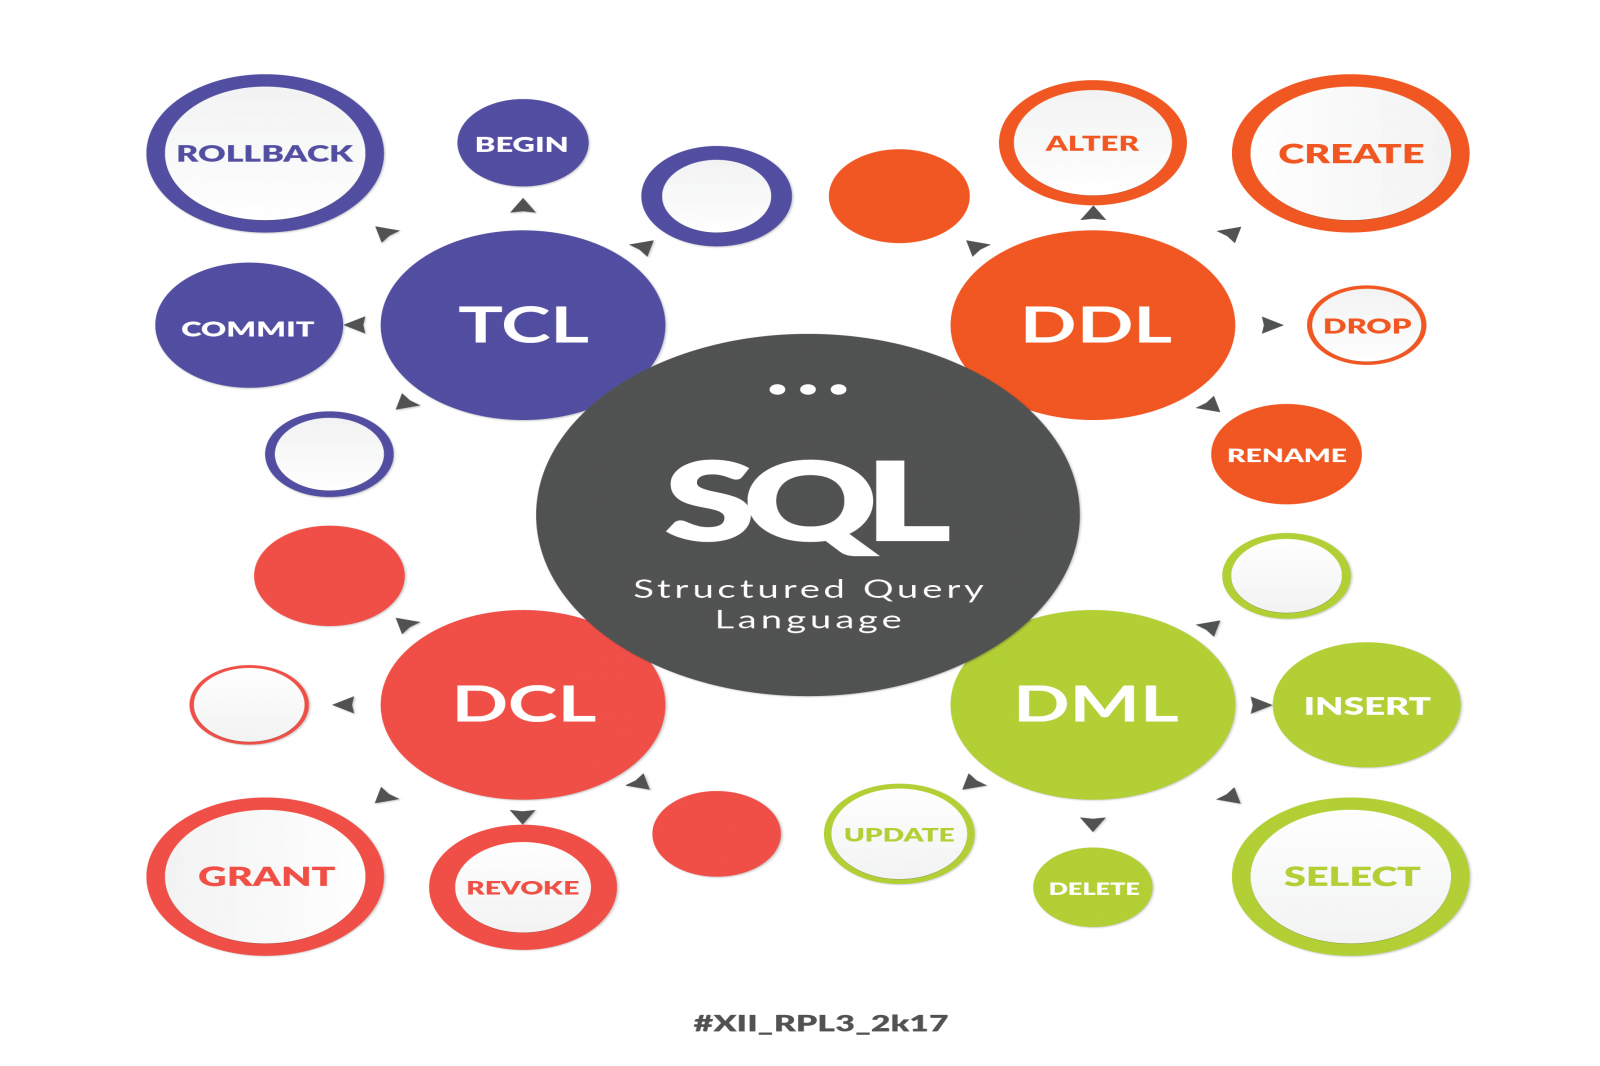 ROLLBACK
BEGIN
COMMIT
TCL
ALTER
CREATE
DDL
DROP
RENAME
SQL
Structured Query
Language
DCL
GRANT
REVOKE
DML
INSERT
UPDATE
DELETE
SELECT
#XII_RPL3_2k17